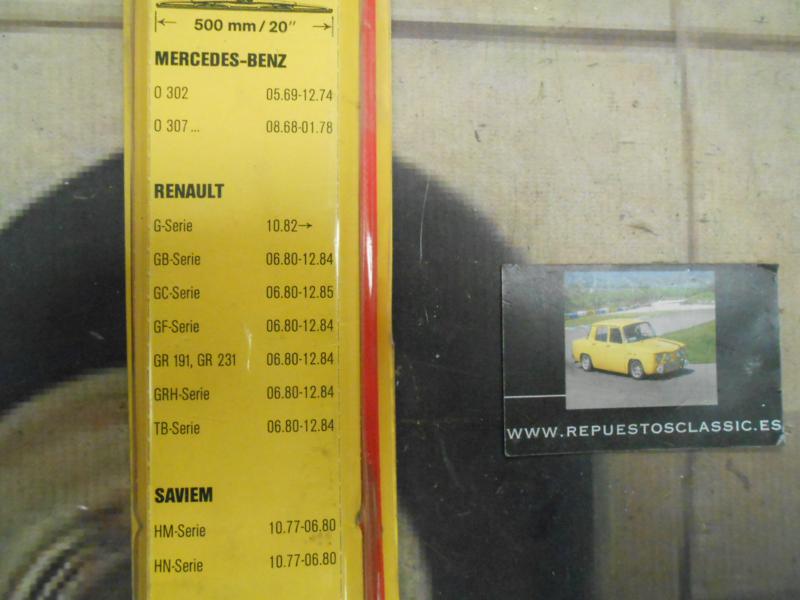 500 mm / 20"
MERCEDES-BENZ
O 302 05.69-12.74
O 307... 08.68-01.78
RENAULT
G-Serie 10.82→
GB-Serie 06.80-12.84
GC-Serie 06.80-12.85
GF-Serie 06.80-12.84
GR 191, GR 231 06.80-12.84
GRH-Serie 06.80-12.84
TB-Serie 06.80-12.84
SAVIEM
HM-Serie 10.77-06.80
HN-Serie 10.77-06.80
WWW.REPUESTOSCLASSIC.ES